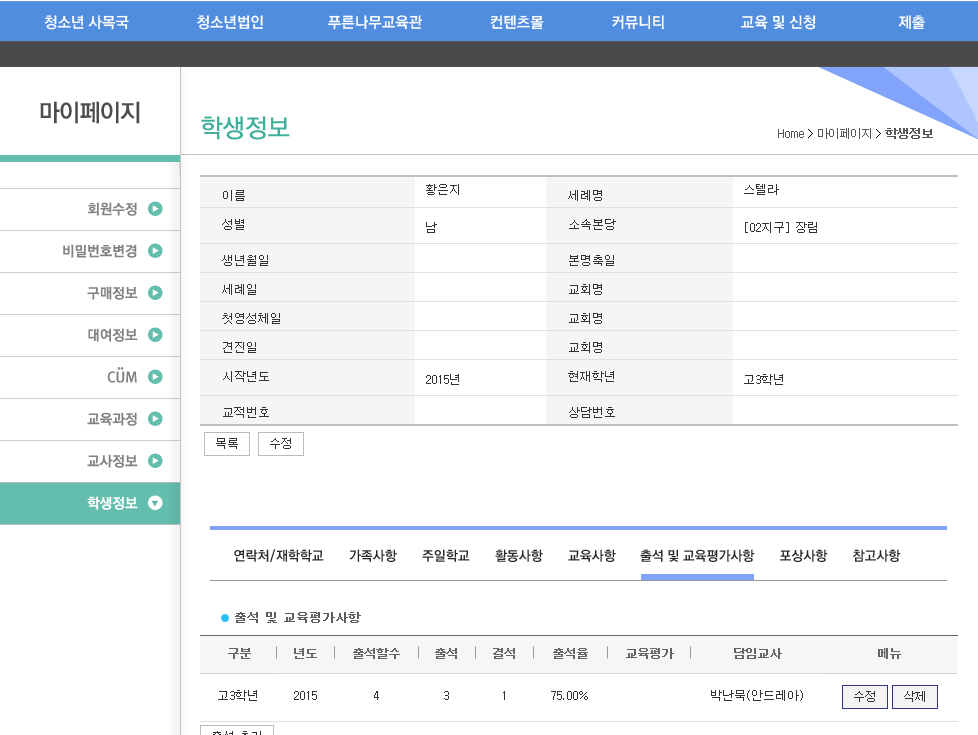 청소년 사목국 청소년법인 푸른나무교육관 컨텐츠몰 커뮤니티 교육 및 신청 제출
마이페이지
학생정보
Home > 마이페이지 > 학생정보
회원수정
비밀번호변경
구매정보
대여정보
CÜM
교육과정
교사정보
학생정보
이름 황은지 세례명 스텔라
성별 남 소속본당 [02지구] 장림
생년월일 본명축일
세례일 교회명
첫영성체일 교회명
견진일 교회명
시작년도 2015년 현재학년 고3학년
교적번호 상담번호
목록 수정
연락처/재학학교 가족사항 주일학교 활동사항 교육사항 출석 및 교육평가사항 포상사항 참고사항
출석 및 교육평가사항
구분 년도 출석할수 출석 결석 출석율 교육평가 담임교사 메뉴
고3학년 2015 4 3 1 75.00% 박난묵(안드레아) 수정 삭제
출석 추가